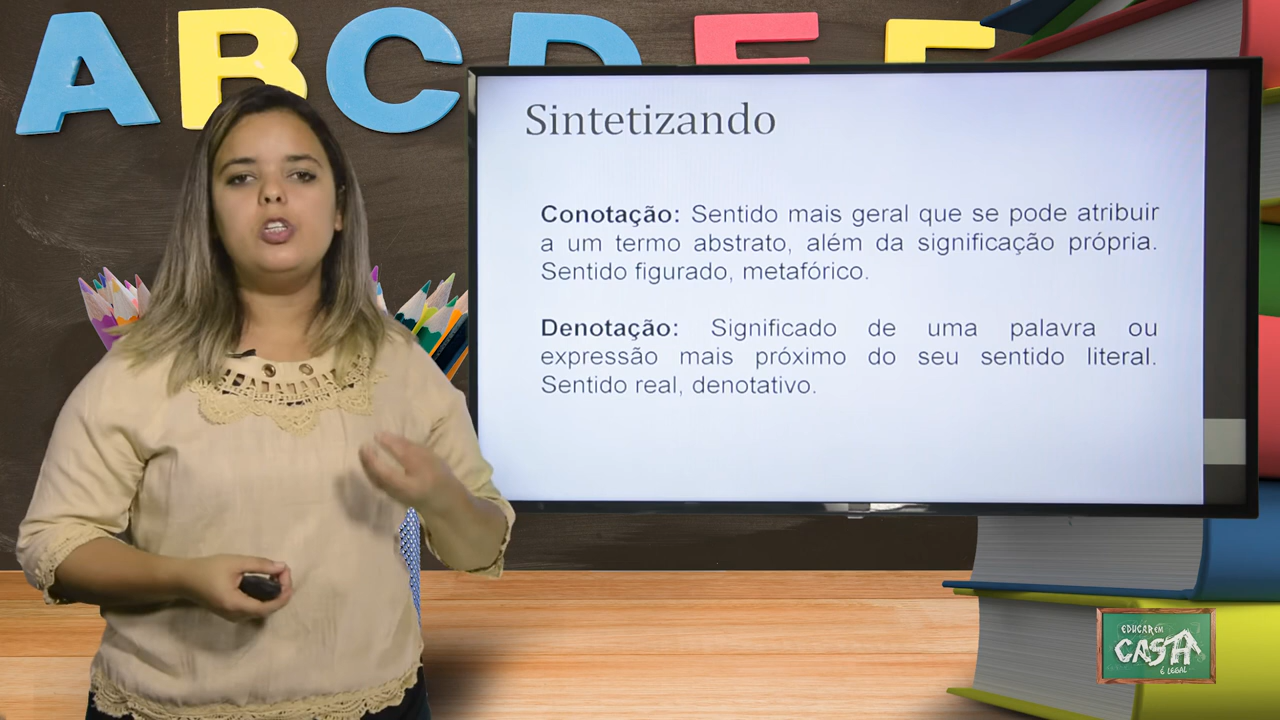 ABCDEF
Sintetizando
Conotação: Sentido mais geral que se pode atribuir
a um termo abstrato, além da significação própria.
Sentido figurado, metafórico.
Denotação: Significado de uma palavra ou
expressão mais próximo do seu sentido literal.
Sentido real, denotativo.
EDUCAR EM
CASA
É LEGAL